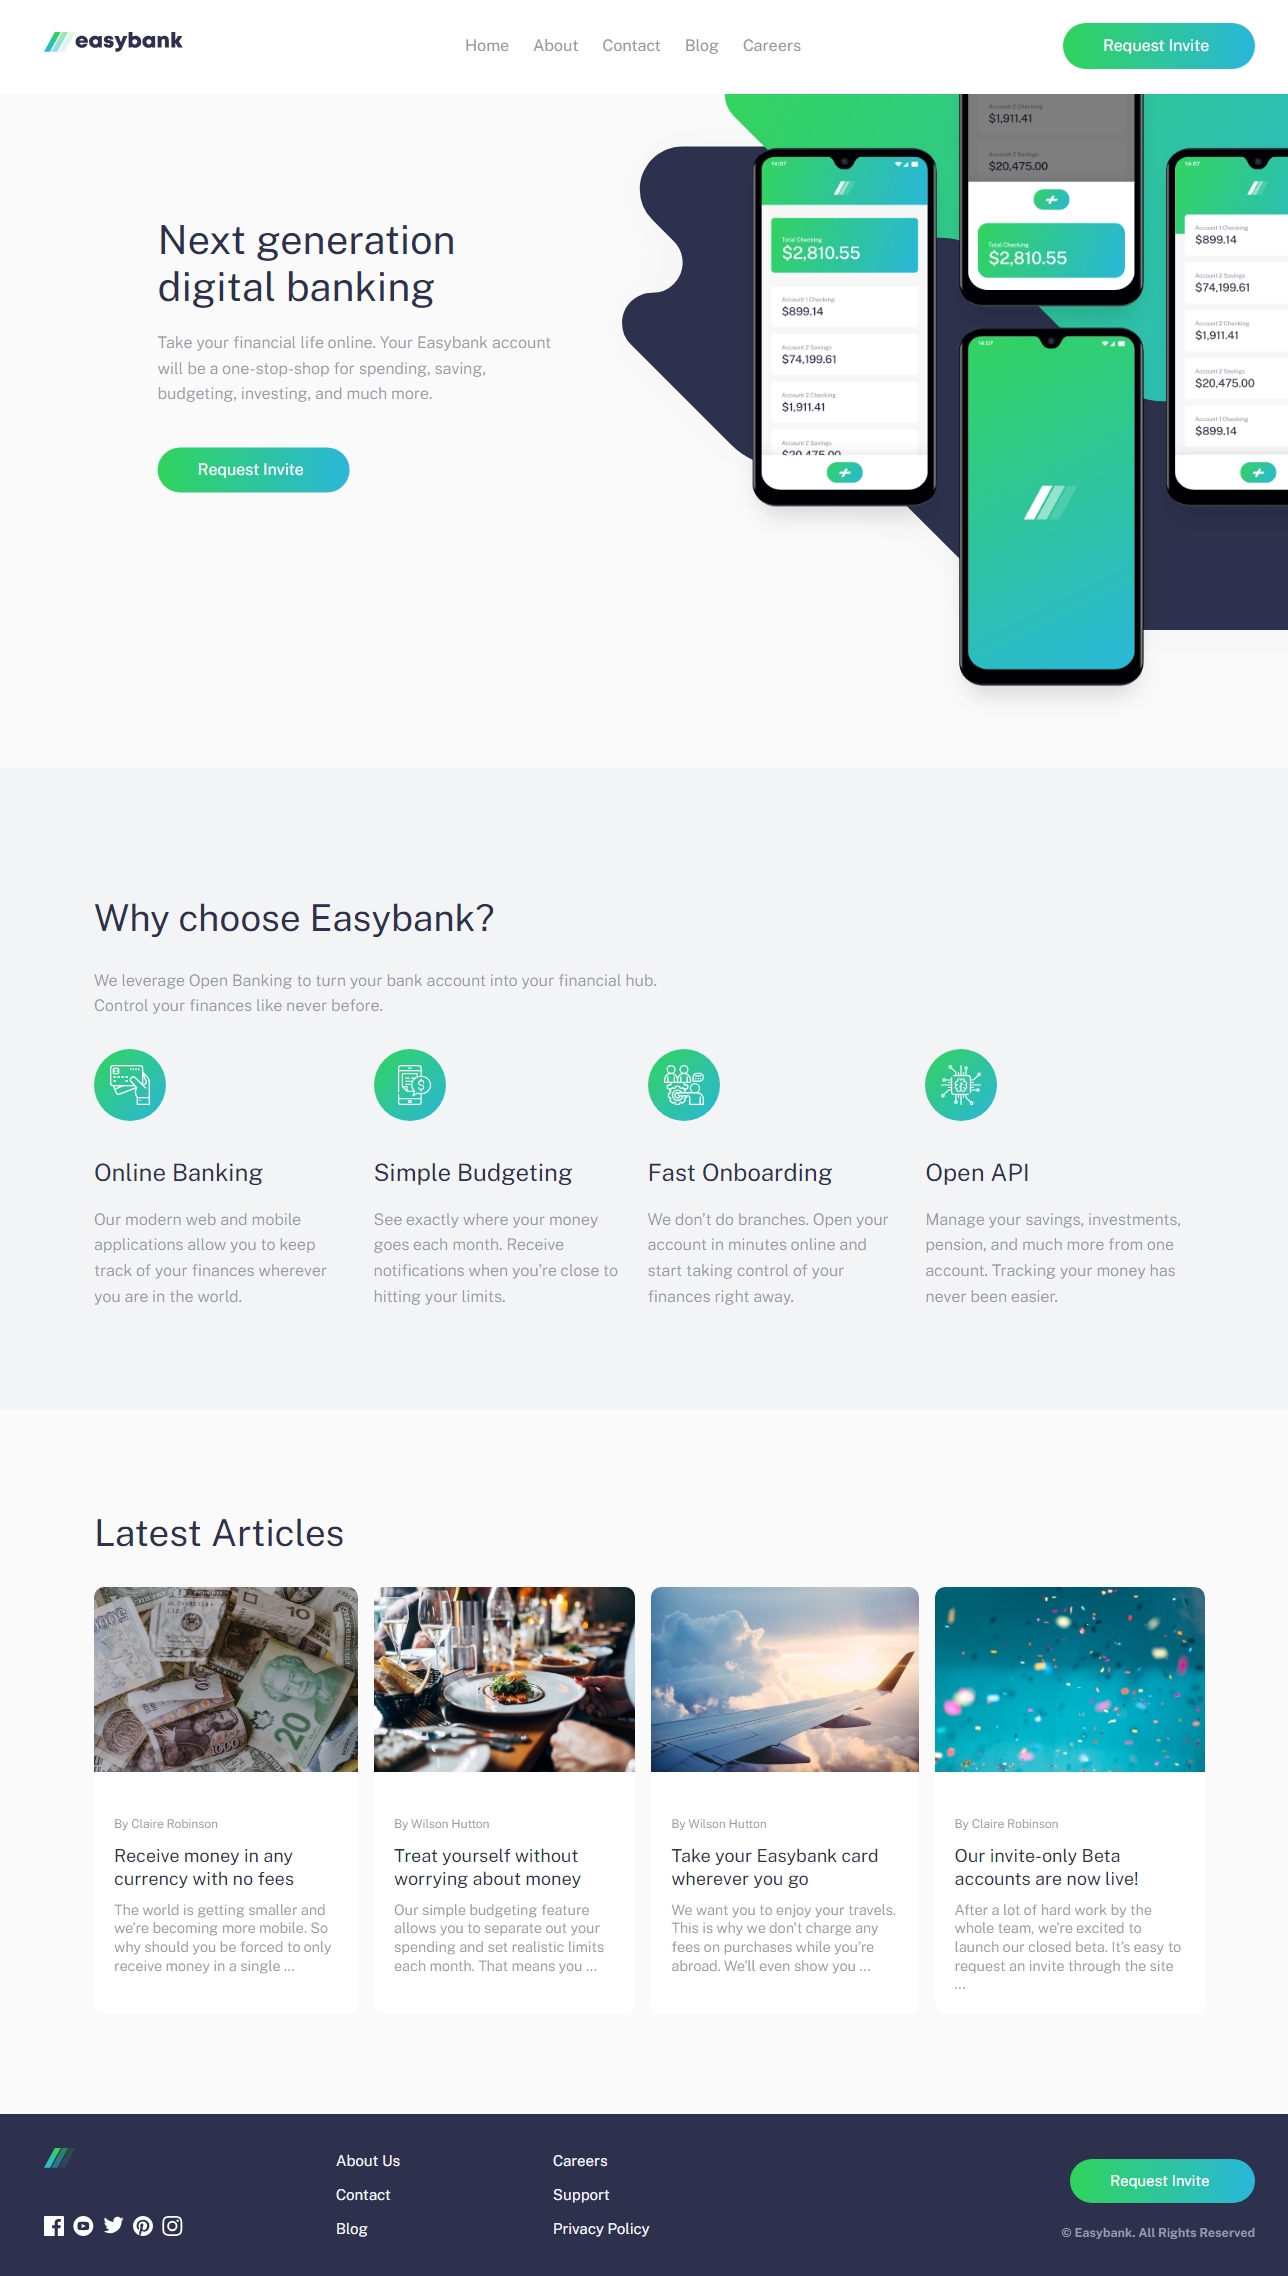 easybank
Home About Contact Blog Careers
Request Invite
Next generation
digital banking
Take your financial life online. Your Easybank account
will be a one-stop-shop for spending, saving,
budgeting, investing, and much more.
Request Invite
14:07
Total Checking
$2,810.55
Account 1 Checking
$899.14
Account 2 Savings
$74,199.61
Account 2 Checking
$1,911.41
Account 2 Savings
$20,475.00
Account 2 Checking
$1,911.41
Account 2 Savings
$20,475.00
Total Checking
$2,810.55
14:07
14:07
Account 1 Checking
$899.14
Account 2 Savings
$74,199.61
Account 2 Checking
$1,911.41
Account 2 Savings
$20,475.00
Account 1 Checking
$899.14
Why choose Easybank?
We leverage Open Banking to turn your bank account into your financial hub.
Control your finances like never before.
Online Banking
Our modern web and mobile
applications allow you to keep
track of your finances wherever
you are in the world.
Simple Budgeting
See exactly where your money
goes each month. Receive
notifications when you're close to
hitting your limits.
Fast Onboarding
We don't do branches. Open your
account in minutes online and
start taking control of your
finances right away.
Open API
Manage your savings, investments,
pension, and much more from one
account. Tracking your money has
never been easier.
Latest Articles
10
20
1000
By Claire Robinson
Receive money in any
currency with no fees
The world is getting smaller and
we're becoming more mobile. So
why should you be forced to only
receive money in a single ...
By Wilson Hutton
Treat yourself without
worrying about money
Our simple budgeting feature
allows you to separate out your
spending and set realistic limits
each month. That means you ...
By Wilson Hutton
Take your Easybank card
wherever you go
We want you to enjoy your travels.
This is why we don't charge any
fees on purchases while you're
abroad. We'll even show you ...
By Claire Robinson
Our invite-only Beta
accounts are now live!
After a lot of hard work by the
whole team, we're excited to
launch our closed beta. It's easy to
request an invite through the site
...
About Us
Contact
Blog
Careers
Support
Privacy Policy
Request Invite
© Easybank. All Rights Reserved